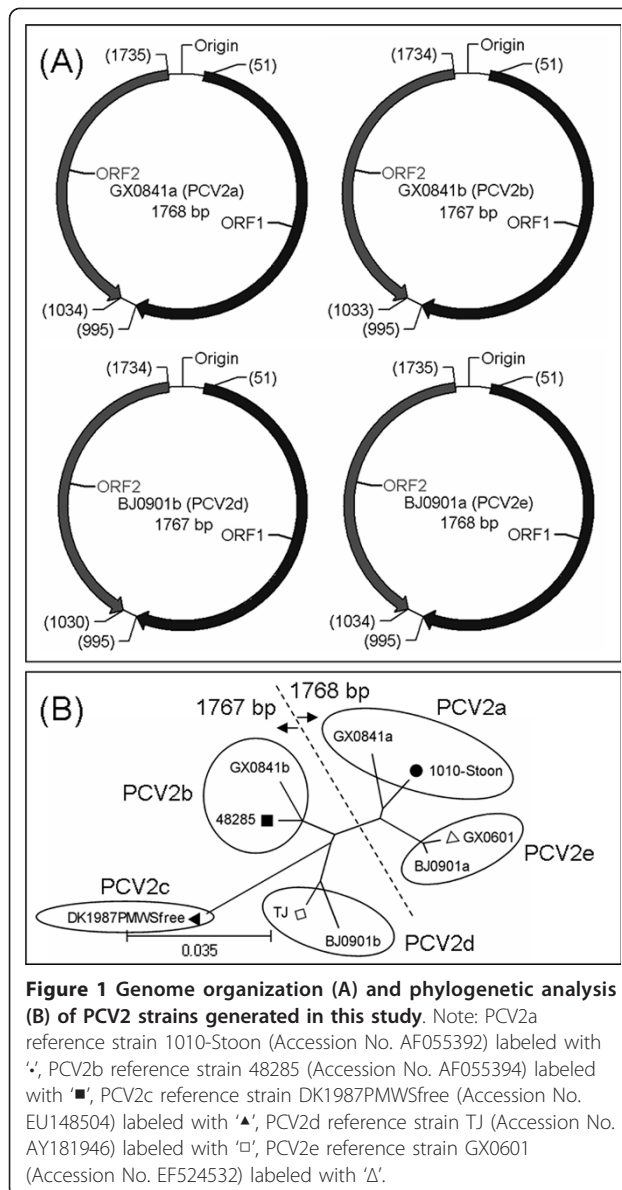 (A)
(1735)
Origin
(51)
ORF2
GX0841a (PCV2a)
1768 bp
ORF1
(1034)
(995)
(1734)
Origin
(51)
ORF2
GX0841b (PCV2b)
1767 bp
ORF1
(1033)
(995)
(1734)
Origin
(51)
ORF2
BJ0901b (PCV2d)
1767 bp
ORF1
(1030)
(995)
(1735)
Origin
(51)
ORF2
BJ0901a (PCV2e)
1768 bp
ORF1
(1034)
(995)
(B)
1767 bp
1768 bp
PCV2a
GX0841a
1010-Stoon
GX0841b
PCV2b
48285
GX0601
BJ0901a
PCV2e
PCV2c
DK1987PMWSfree
TJ
BJ0901b
PCV2d
0.035
Figure 1 Genome organization (A) and phylogenetic analysis
(B) of PCV2 strains generated in this study. Note: PCV2a
reference strain 1010-Stoon (Accession No. AF055392) labeled with
‘•’, PCV2b reference strain 48285 (Accession No. AF055394) labeled
with ‘■’, PCV2c reference strain DK1987PMWSfree (Accession No.
EU148504) labeled with ‘▲’, PCV2d reference strain TJ (Accession No.
AY181946) labeled with ‘□’, PCV2e reference strain GX0601
(Accession No. EF524532) labeled with ‘Δ’.